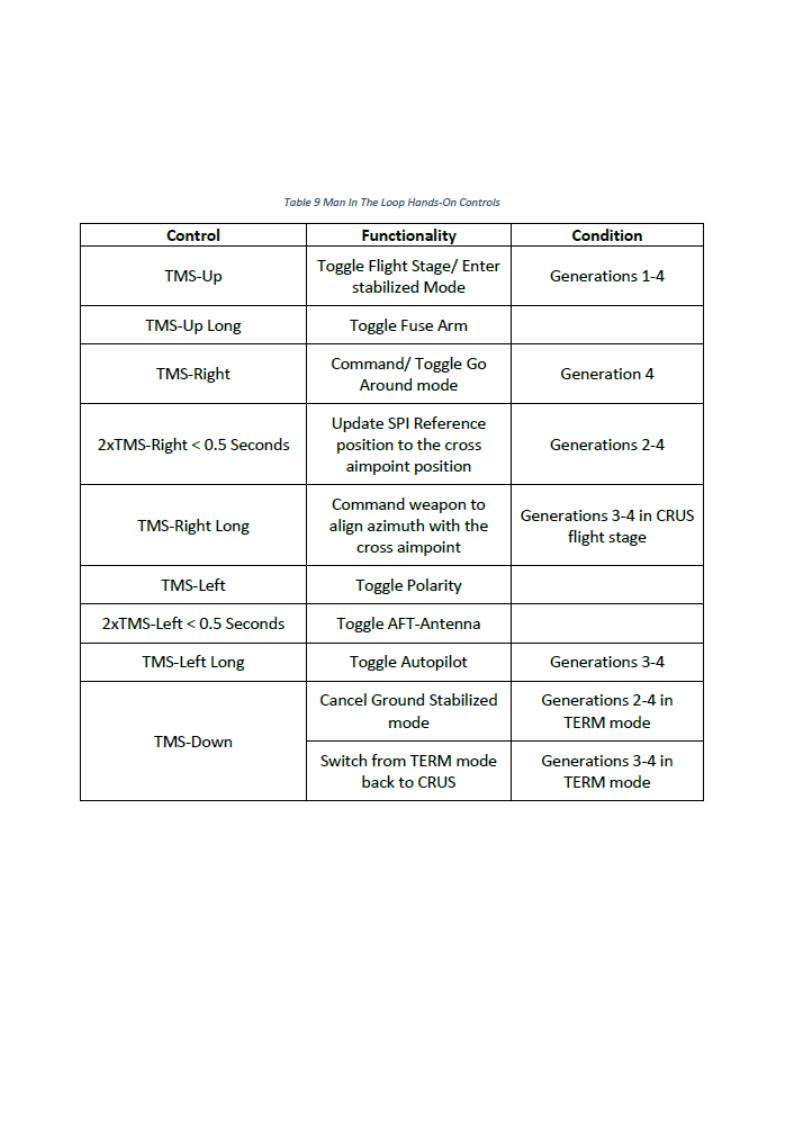 Table 9 Man In The Loop Hands-On Controls
Control Functionality Condition
TMS-Up
Toggle Flight Stage/ Enter
stabilized Mode
Generations 1-4
TMS-Up Long Toggle Fuse Arm
TMS-Right
Command/ Toggle Go
Around mode
Generation 4
2xTMS-Right < 0.5 Seconds
Update SPI Reference
position to the cross
aimpoint position
Generations 2-4
TMS-Right Long
Command weapon to
align azimuth with the
cross aimpoint
Generations 3-4 in CRUS
flight stage
TMS-Left Toggle Polarity
2xTMS-Left < 0.5 Seconds Toggle AFT-Antenna
TMS-Left Long Toggle Autopilot Generations 3-4
TMS-Down
Cancel Ground Stabilized
mode
Generations 2-4 in
TERM mode
Switch from TERM mode
back to CRUS
Generations 3-4 in
TERM mode